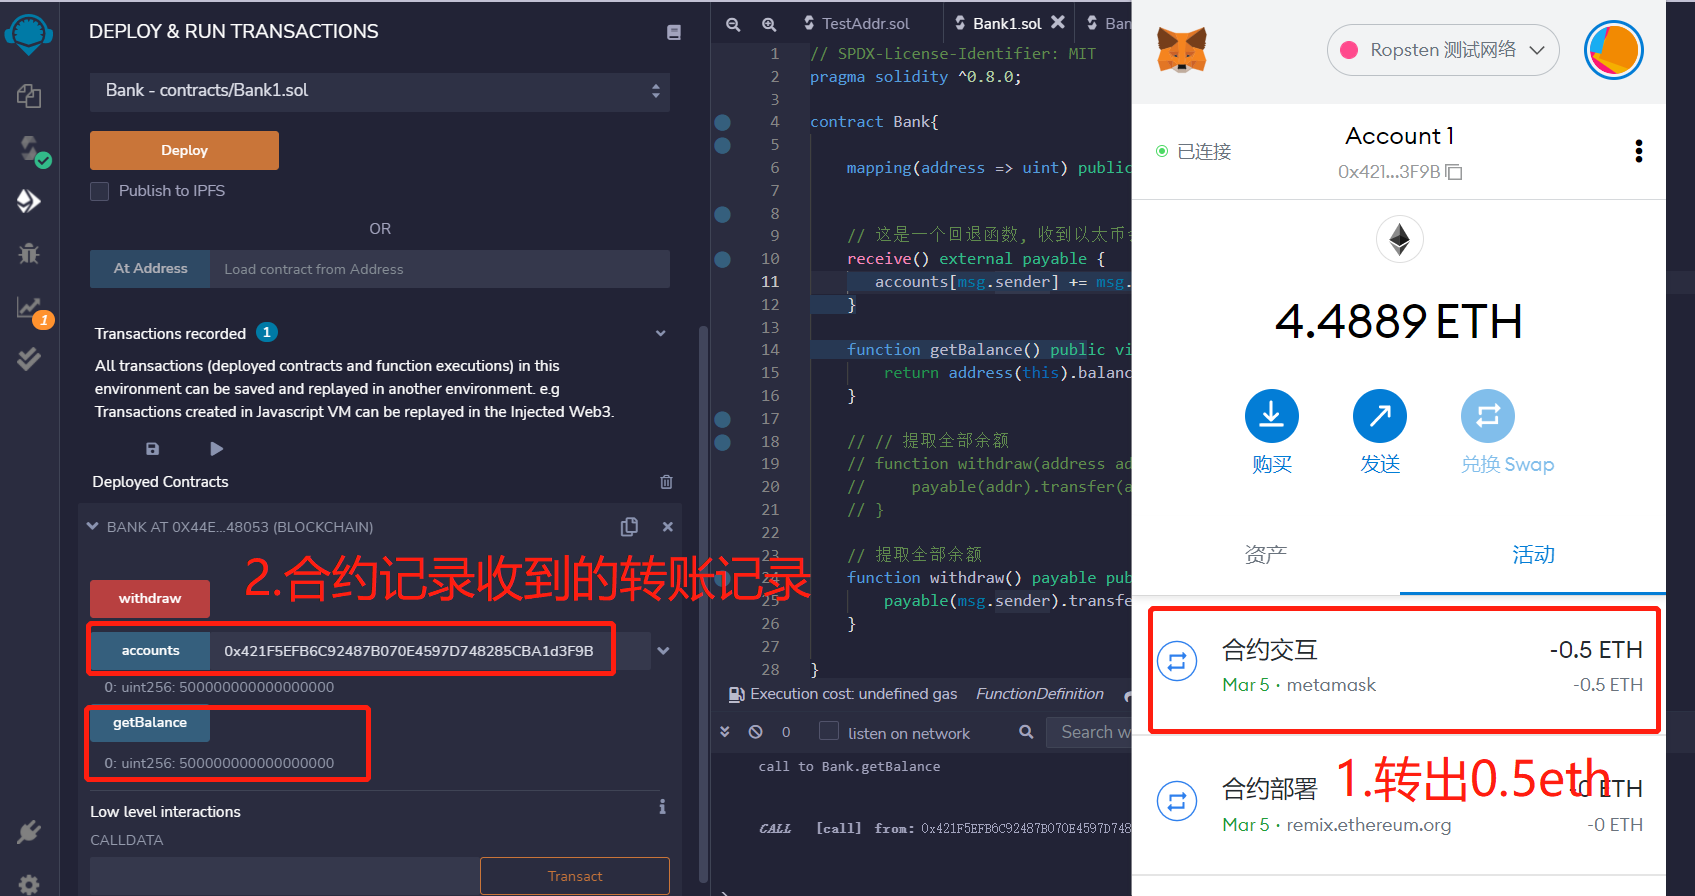 DEPLOY & RUN TRANSACTIONS
Bank - contracts/Bank1.sol
Deploy
Publish to IPFS
OR
At Address
Load contract from Address
Transactions recorded 1
All transactions (deployed contracts and function executions) in this
environment can be saved and replayed in another environment. e.g
Transactions created in Javascript VM can be replayed in the Injected Web3.
1
Deployed Contracts
BANK AT 0X44E...48053 (BLOCKCHAIN)
2.合约记录收到的转账记录
withdraw
accounts
0x421F5EFB6C92487B070E4597D748285CBA1d3F9B
0: uint256: 500000000000000000
getBalance
0: uint256: 500000000000000000
Low level interactions
CALLDATA
Transact
TestAddr.sol
Bank1.sol
Ban
1 // SPDX-License-Identifier: MIT
2 pragma solidity ^0.8.0;
3
4 contract Bank{
5
6 mapping(address => uint) public
7
8
9 // 这是一个回退函数, 收到以太币
10 receive() external payable {
11 accounts[msg.sender] += msg.
12 }
13
14 function getBalance() public vi
15 return address(this).balanc
16 }
17
18 // // 提取全部余额
19 // function withdraw(address ad
20 // payable(addr).transfer(a
21 // }
22
23 // 提取全部余额
24 function withdraw() payable pub
25 payable(msg.sender).transfe
26 }
27
28 }
Execution cost: undefined gas FunctionDefinition
0
listen on network
Search w
call to Bank.getBalance
CALL [call] from: 0x421F5EFB6C92487B070E4597D748
Ropsten 测试网络
已连接
Account 1
0x421...3F9B
4.4889 ETH
购买
发送
兑换 Swap
资产
活动
合约交互
-0.5 ETH
Mar 5 · metamask
-0.5 ETH
1.转出0.5eth
合约部署
-0 ETH
Mar 5 · remix.ethereum.org
-0 ETH